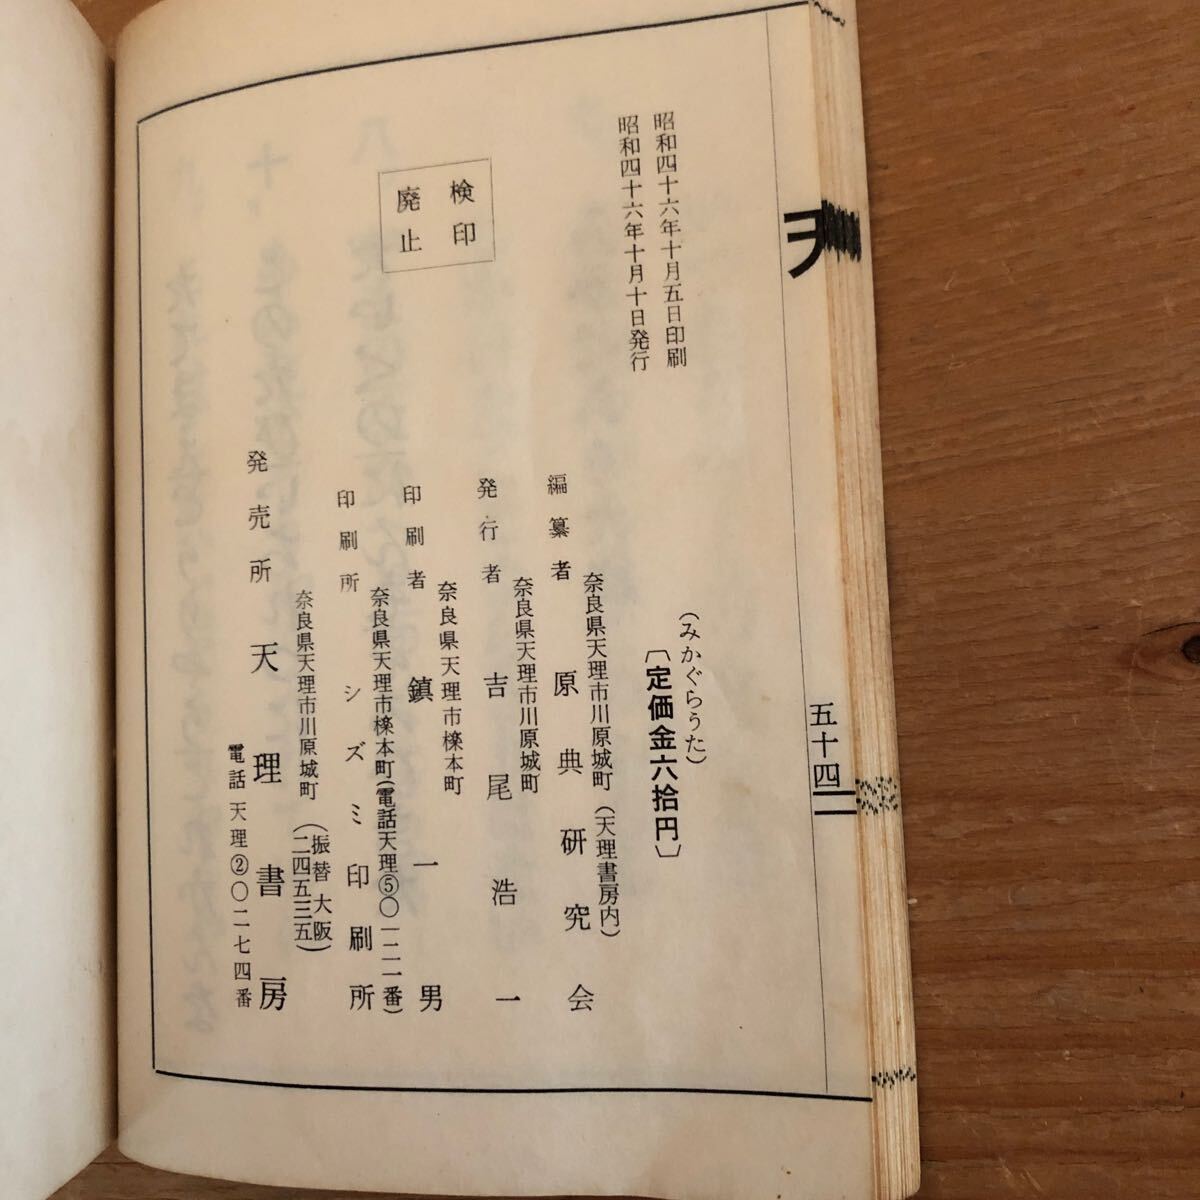 五十四
昭和四十六年十月五日印刷
昭和四十六年十月十日発行
検印
廃止
(みかぐらうた)
〔定価金六拾円〕
奈良県天理市川原城町(天理書房内)
編纂者 原典研究会
奈良県天理市川原城町
発行者 吉尾浩一
奈良県天理市櫟本町
印刷者 鎮一男
奈良県天理市櫟本町(電話天理⑤〇一二一番)
印刷所 シズミ印刷所
奈良県天理市川原城町(振替大阪二四五三五)
発売所 天理書房
電話天理②〇二七四番